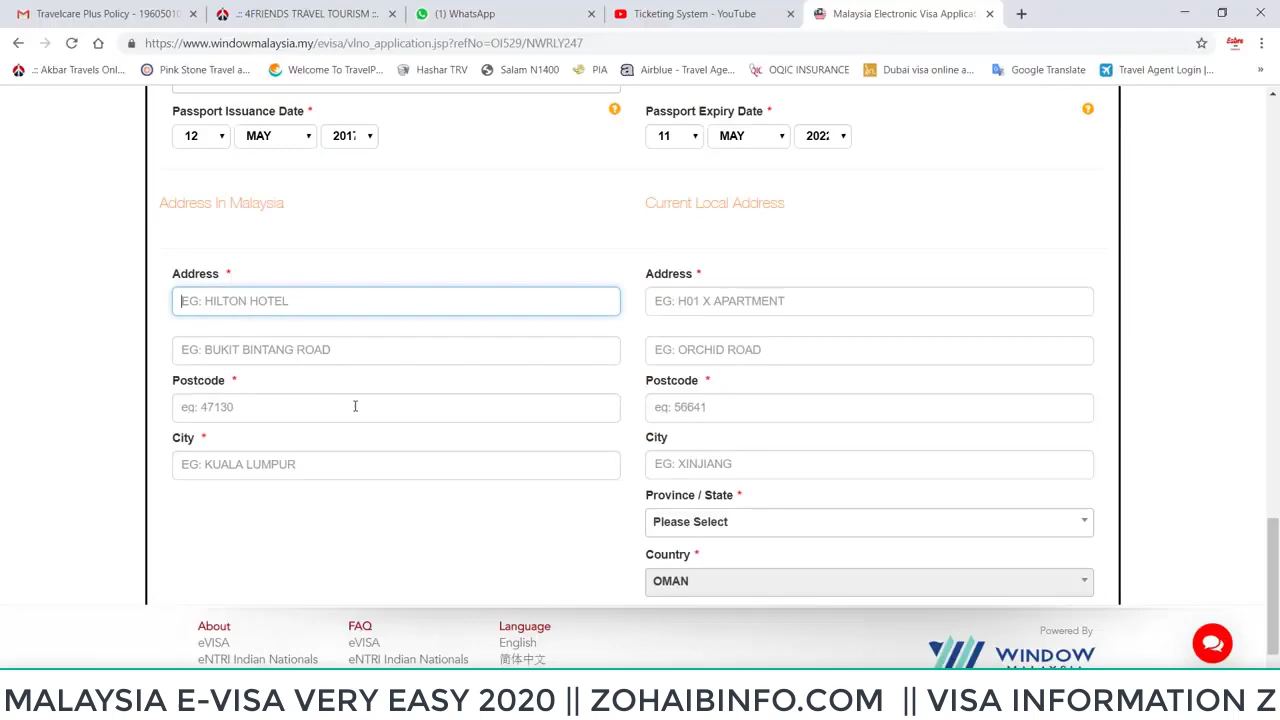 Travelcare Plus Policy - 19605010
.:: 4FRIENDS TRAVEL TOURISM ::.
(1) WhatsApp
Ticketing System - YouTube
Malaysia Electronic Visa Applicat
https://www.windowmalaysia.my/evisa/vlno_application.jsp?refNo=OI529/NWRLY247
.:: Akbar Travels Onl...
Pink Stone Travel a...
Welcome To TravelP...
Hashar TRV
Salam N1400
PIA
Airblue - Travel Age...
OQIC INSURANCE
Dubai visa online a...
Google Translate
Travel Agent Login |...
»
Passport Issuance Date *
Passport Expiry Date *
12 MAY 2017
11 MAY 2022
Address In Malaysia
Current Local Address
Address *
Address *
EG: HILTON HOTEL
EG: H01 X APARTMENT
EG: BUKIT BINTANG ROAD
EG: ORCHID ROAD
Postcode *
Postcode *
eg: 47130
eg: 56641
City *
City
EG: KUALA LUMPUR
EG: XINJIANG
Province / State *
Please Select
Country *
OMAN
About
FAQ
Language
Powered By
eVISA
eVISA
English
eNTRI Indian Nationals
eNTRI Indian Nationals
简体中文
WINDOW
MALAYSIA E-VISA VERY EASY 2020 || ZOHAIBINFO.COM || VISA INFORMATION Z